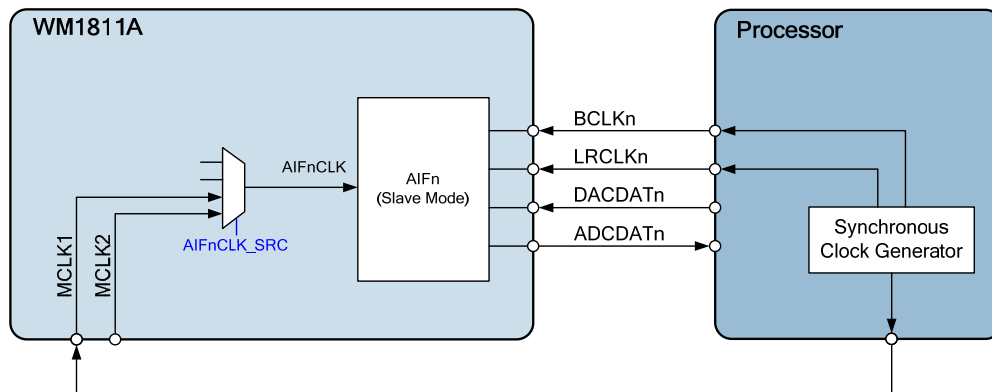 WM1811A
Processor
BCLKn
LRCLKn
DACDATn
ADCDATn
AIFnCLK
AIFn
(Slave Mode)
AIFnCLK_SRC
MCLK1
MCLK2
Synchronous
Clock Generator